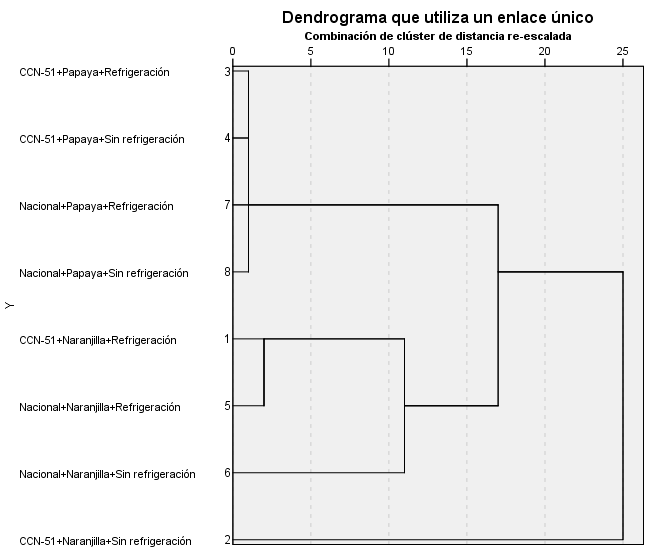 Dendrograma que utiliza un enlace único
Combinación de clúster de distancia re-escalada
0 5 10 15 20 25
CCN-51+Papaya+Refrigeración 3
CCN-51+Papaya+Sin refrigeración 4
Nacional+Papaya+Refrigeración 7
Nacional+Papaya+Sin refrigeración 8
Y
CCN-51+Naranjilla+Refrigeración 1
Nacional+Naranjilla+Refrigeración 5
Nacional+Naranjilla+Sin refrigeración 6
CCN-51+Naranjilla+Sin refrigeración 2